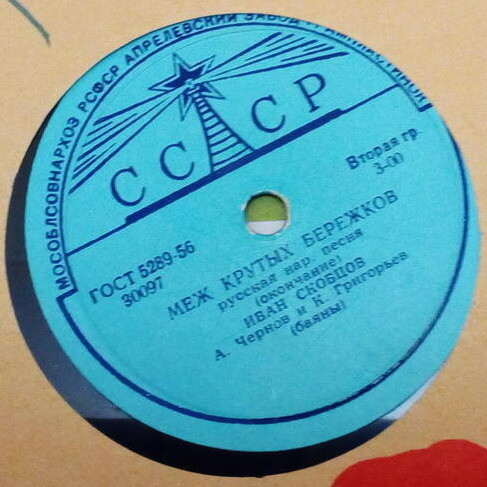 МОСОБЛСОВНАРХОЗ РСФСР АПРЕЛЕВСКИЙ ЗАВОД ГРАМПЛАСТИНОК
СССР
Вторая гр.
3-00
ГОСТ 5289-56
30097
МЕЖ КРУТЫХ БЕРЕЖКОВ
русская нар. песня
(окончание)
ИВАН СКОБЦОВ
А. Чернов и К. Григорьев
(баяны)